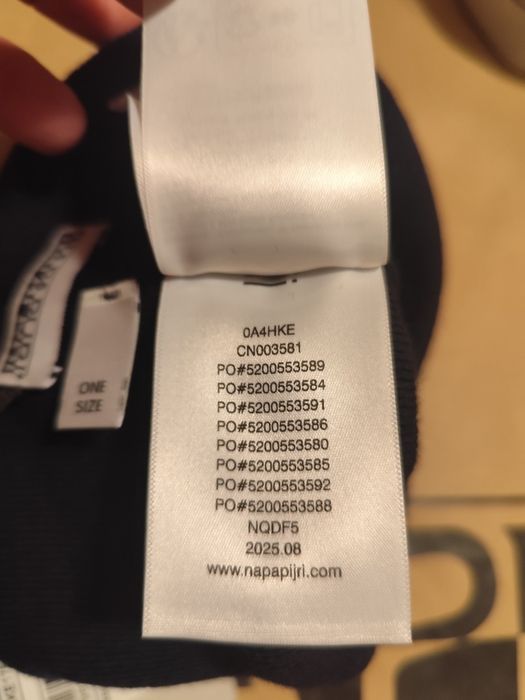 ONE
SIZE
0A4HKE
CN003581
PO#5200553589
PO#5200553584
PO#5200553591
PO#5200553586
PO#5200553580
PO#5200553585
PO#5200553592
PO#5200553588
NQDF5
2025.08
www.napapijri.com